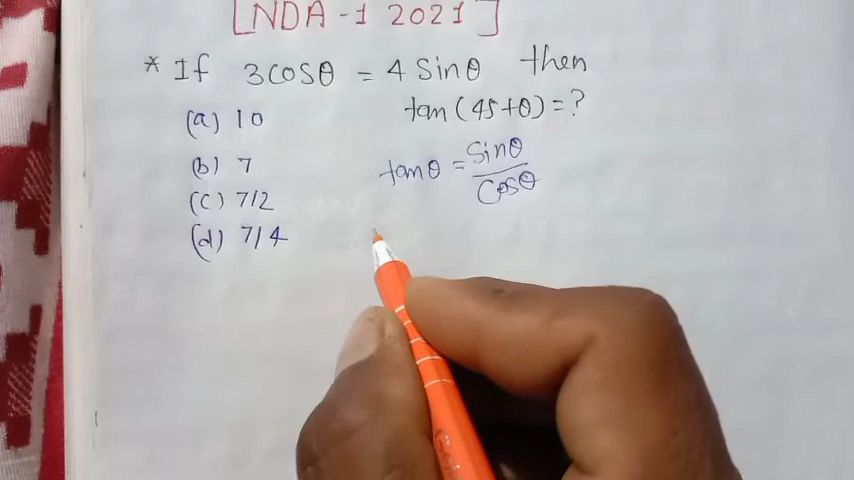 [NDA-1 2021]
* If 3cosθ = 4 Sinθ then
tan(45+θ)=?
(a) 10
(b) 7
(c) 7/2
(d) 7/4
tanθ = Sinθ/Cosθ